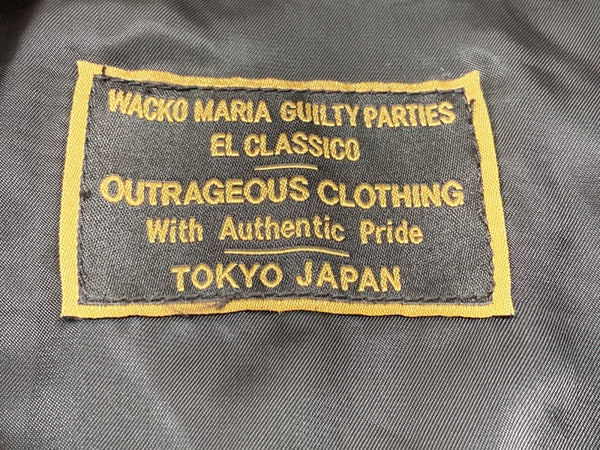 WACKO MARIA GUILTY PARTIES
EL CLASSICO
OUTRAGEOUS CLOTHING
With Authentic Pride
TOKYO JAPAN